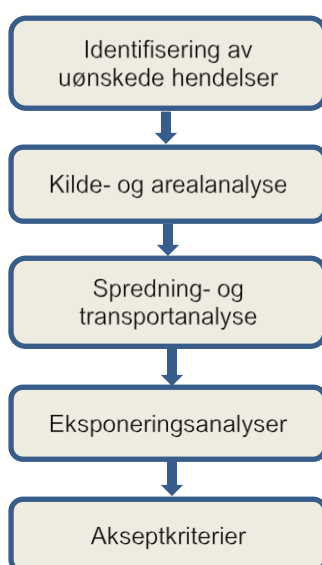 Identifisering av
uønskede hendelser
Kilde- og arealanalyse
Spredning- og
transportanalyse
Eksponeringsanalyser
Akseptkriterier